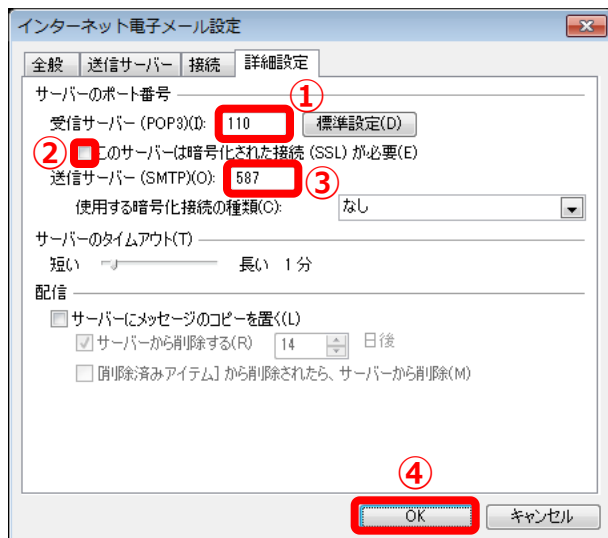 インターネット電子メール設定
全般 送信サーバー 接続 詳細設定
サーバーのポート番号
①
受信サーバー (POP3)(I): 110 標準設定(D)
② このサーバーは暗号化された接続 (SSL) が必要(E)
送信サーバー (SMTP)(O): 587 ③
使用する暗号化接続の種類(C): なし
サーバーのタイムアウト(T)
短い 長い 1 分
配信
サーバーにメッセージのコピーを置く(L)
サーバーから削除する(R) 14 日後
[削除済みアイテム] から削除されたら、サーバーから削除(M)
④
OK キャンセル